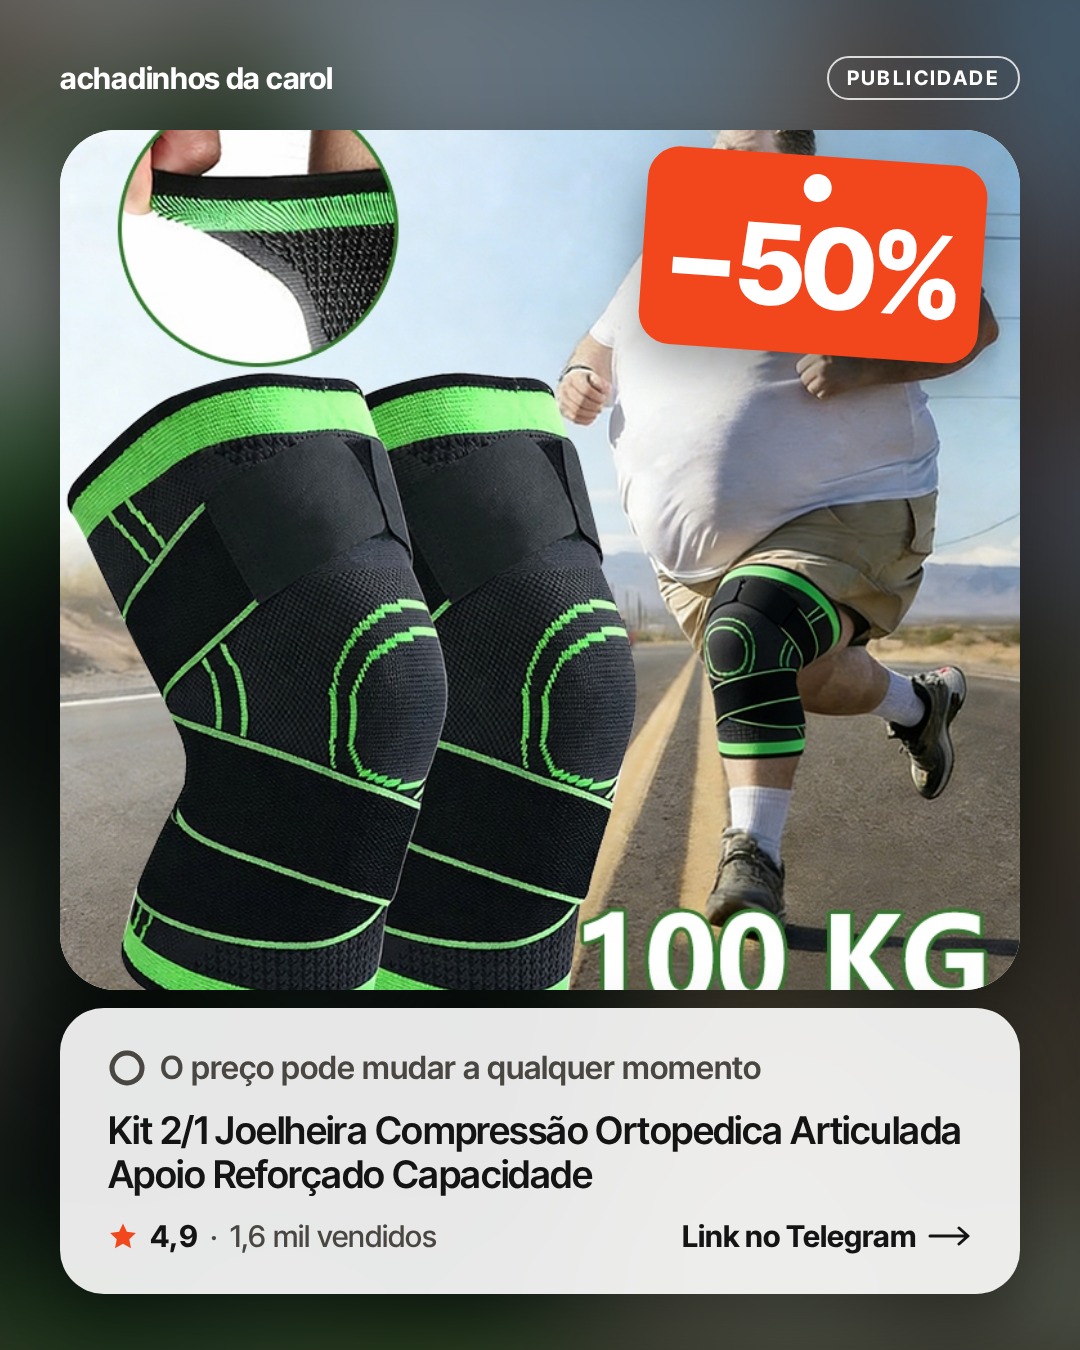 achadinhos da carol
PUBLICIDADE
−50%
100 KG
O preço pode mudar a qualquer momento
Kit 2/1 Joelheira Compressão Ortopedica Articulada
Apoio Reforçado Capacidade
4,9 · 1,6 mil vendidos
Link no Telegram →